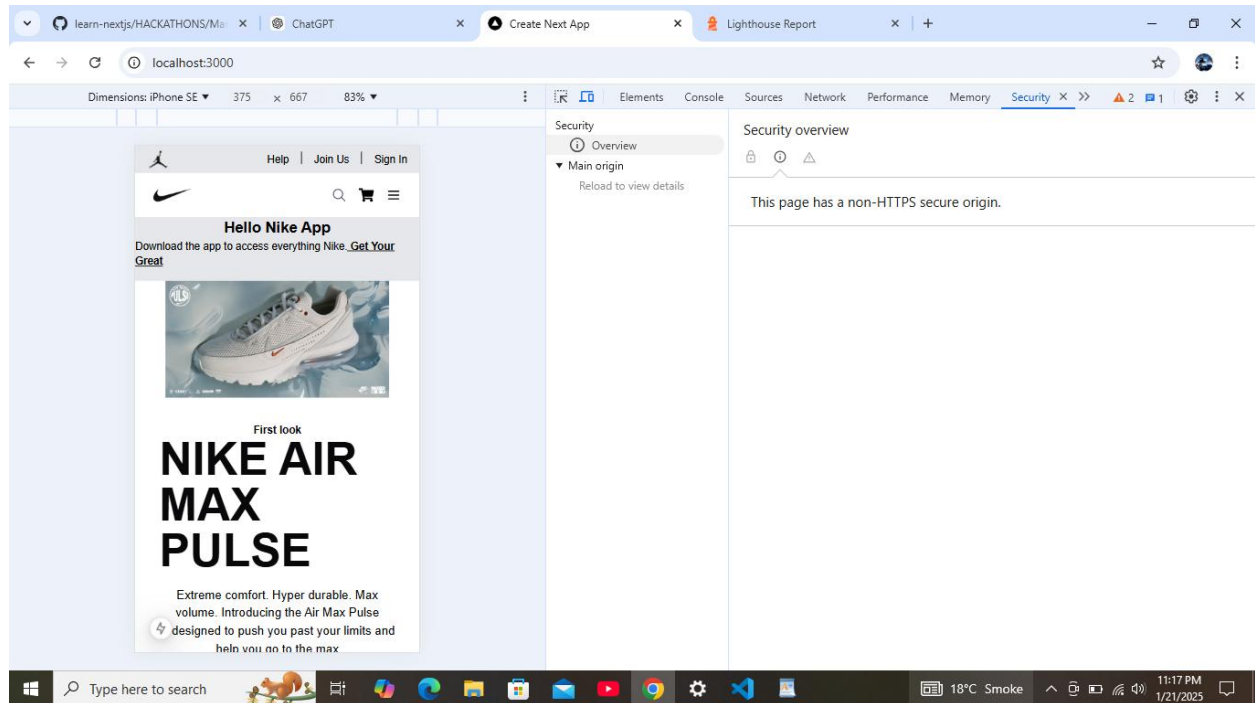 learn-nextjs/HACKATHONS/Ma
ChatGPT
Create Next App
Lighthouse Report
localhost:3000
Dimensions: iPhone SE 375 × 667 83%
Elements Console Sources Network Performance Memory Security 2 1
Help | Join Us | Sign In
Hello Nike App
Download the app to access everything Nike. Get Your
Great
First look
NIKE AIR
MAX
PULSE
Extreme comfort. Hyper durable. Max
volume. Introducing the Air Max Pulse
designed to push you past your limits and
help you go to the max
Security
Overview
Main origin
Reload to view details
Security overview
This page has a non-HTTPS secure origin.
Type here to search
18°C Smoke
11:17 PM
1/21/2025